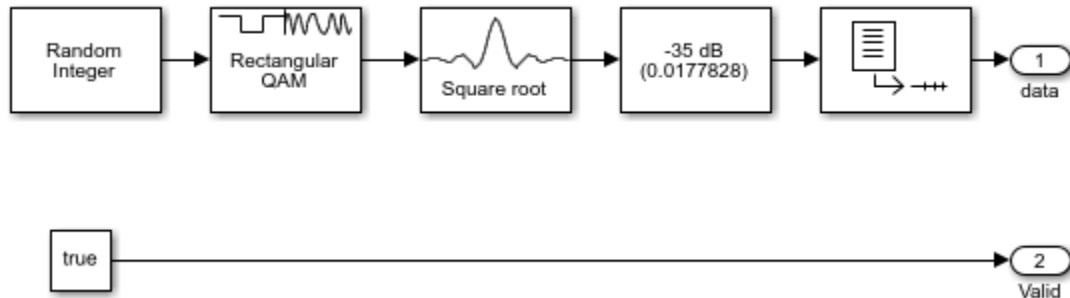 Random
Integer
Rectangular
QAM
Square root
-35 dB
(0.0177828)
1
data
true
2
Valid